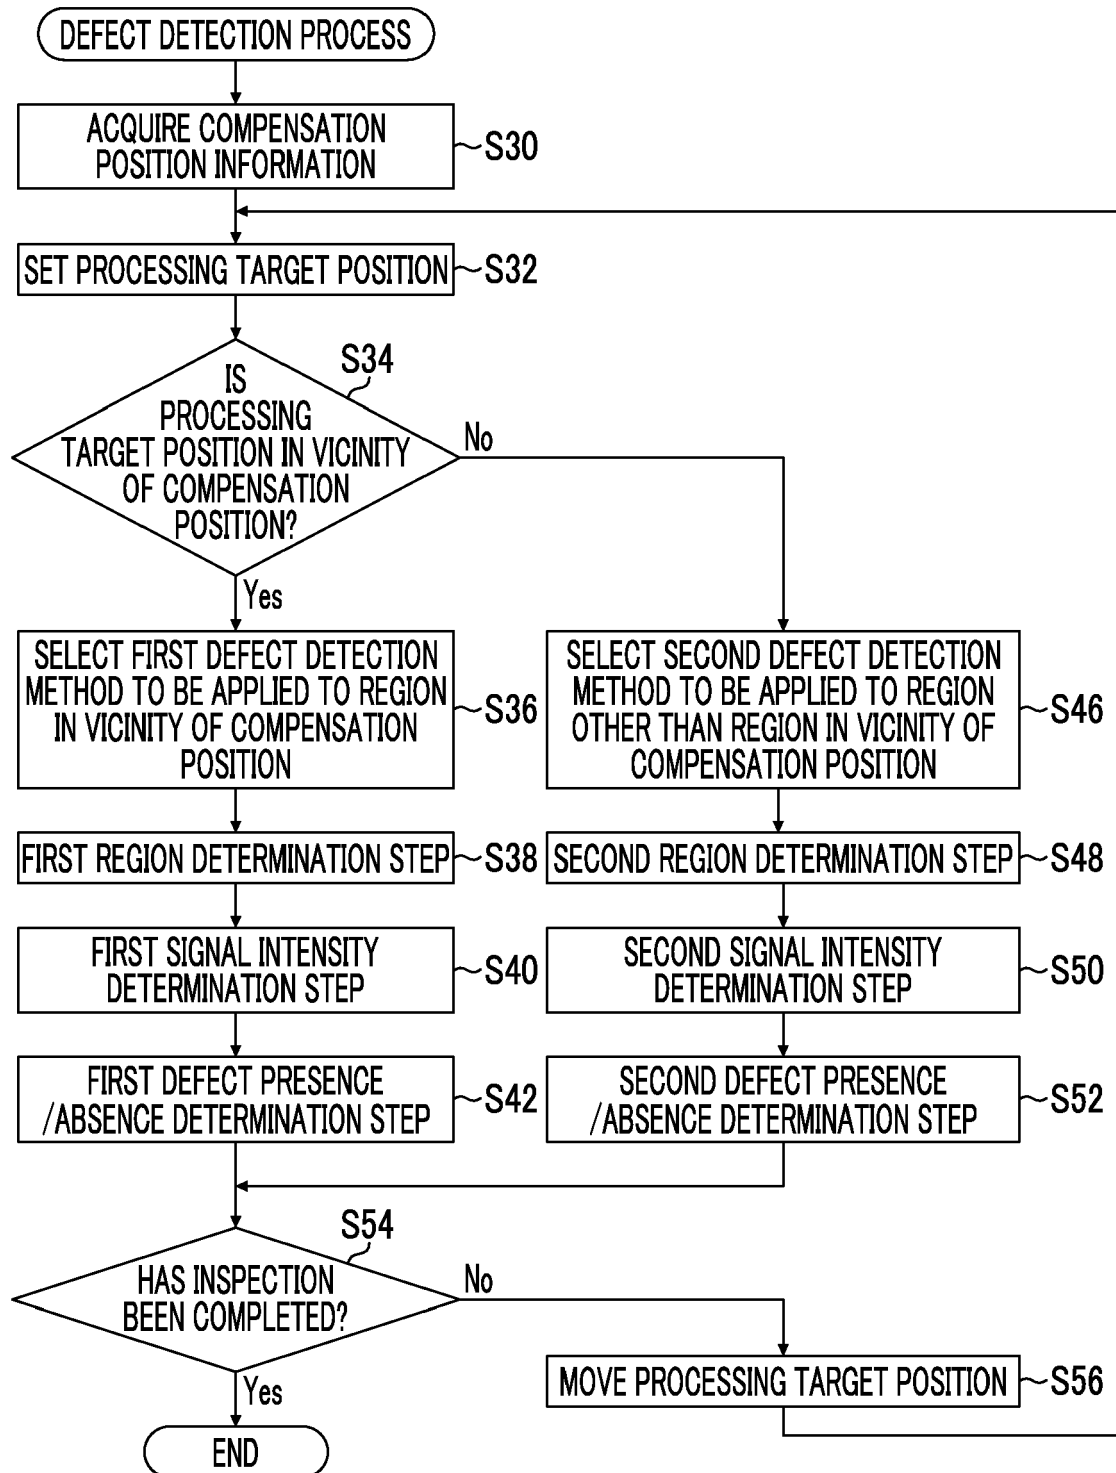 DEFECT DETECTION PROCESS
ACQUIRE COMPENSATION
POSITION INFORMATION
S30
SET PROCESSING TARGET POSITION
S32
S34
IS
PROCESSING
TARGET POSITION IN VICINITY
OF COMPENSATION
POSITION?
No
Yes
SELECT FIRST DEFECT DETECTION
METHOD TO BE APPLIED TO REGION
IN VICINITY OF COMPENSATION
POSITION
S36
SELECT SECOND DEFECT DETECTION
METHOD TO BE APPLIED TO REGION
OTHER THAN REGION IN VICINITY OF
COMPENSATION POSITION
S46
FIRST REGION DETERMINATION STEP
S38
SECOND REGION DETERMINATION STEP
S48
FIRST SIGNAL INTENSITY
DETERMINATION STEP
S40
SECOND SIGNAL INTENSITY
DETERMINATION STEP
S50
FIRST DEFECT PRESENCE
/ABSENCE DETERMINATION STEP
S42
SECOND DEFECT PRESENCE
/ABSENCE DETERMINATION STEP
S52
S54
HAS INSPECTION
BEEN COMPLETED?
No
Yes
MOVE PROCESSING TARGET POSITION
S56
END